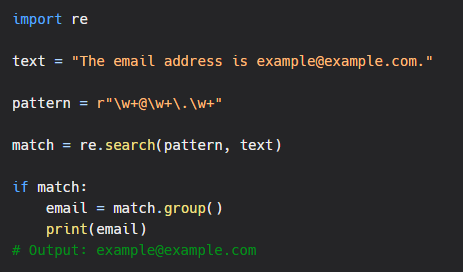 import re
text = "The email address is example@example.com."
pattern = r"\w+@\w+\.\w+"
match = re.search(pattern, text)
if match:
    email = match.group()
    print(email)
# Output: example@example.com